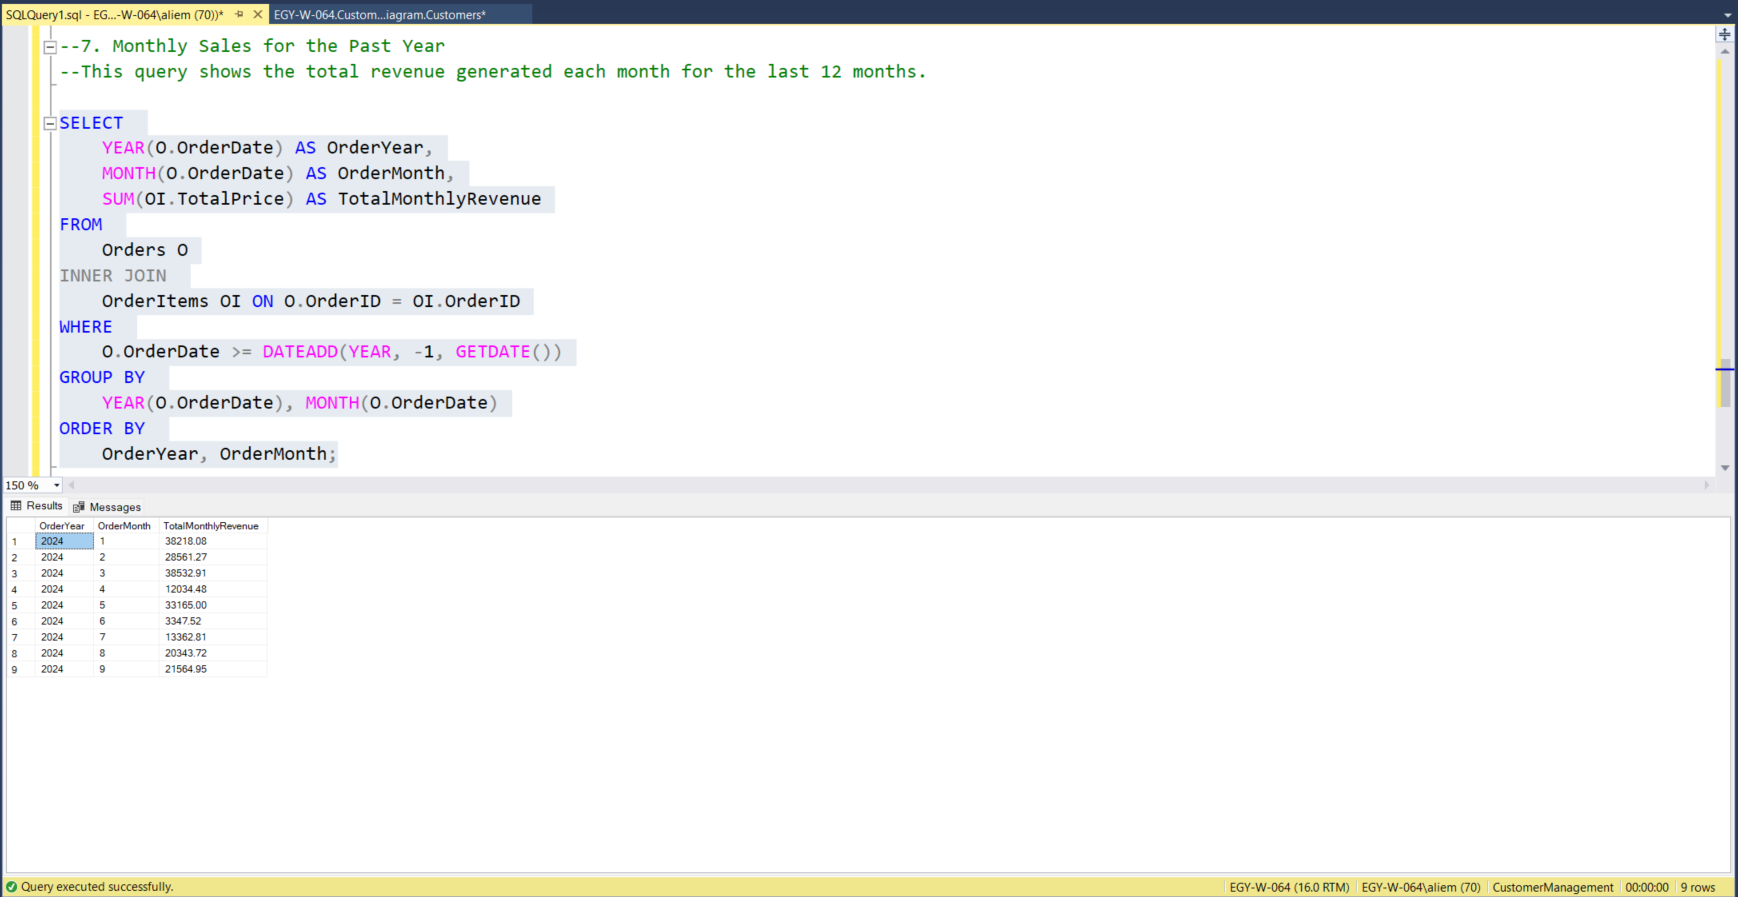 SQLQuery1.sql - EG...-W-064\aliem (70))* EGY-W-064.Custom...iagram.Customers*
--7. Monthly Sales for the Past Year
--This query shows the total revenue generated each month for the last 12 months.
SELECT
YEAR(O.OrderDate) AS OrderYear,
MONTH(O.OrderDate) AS OrderMonth,
SUM(OI.TotalPrice) AS TotalMonthlyRevenue
FROM
Orders O
INNER JOIN
OrderItems OI ON O.OrderID = OI.OrderID
WHERE
O.OrderDate >= DATEADD(YEAR, -1, GETDATE())
GROUP BY
YEAR(O.OrderDate), MONTH(O.OrderDate)
ORDER BY
OrderYear, OrderMonth;
150 %
Results Messages
OrderYear OrderMonth TotalMonthlyRevenue
1 2024 1 38218.08
2 2024 2 28561.27
3 2024 3 38532.91
4 2024 4 12034.48
5 2024 5 33165.00
6 2024 6 3347.52
7 2024 7 13362.81
8 2024 8 20343.72
9 2024 9 21564.95
Query executed successfully. EGY-W-064 (16.0 RTM) EGY-W-064\aliem (70) CustomerManagement 00:00:00 9 rows